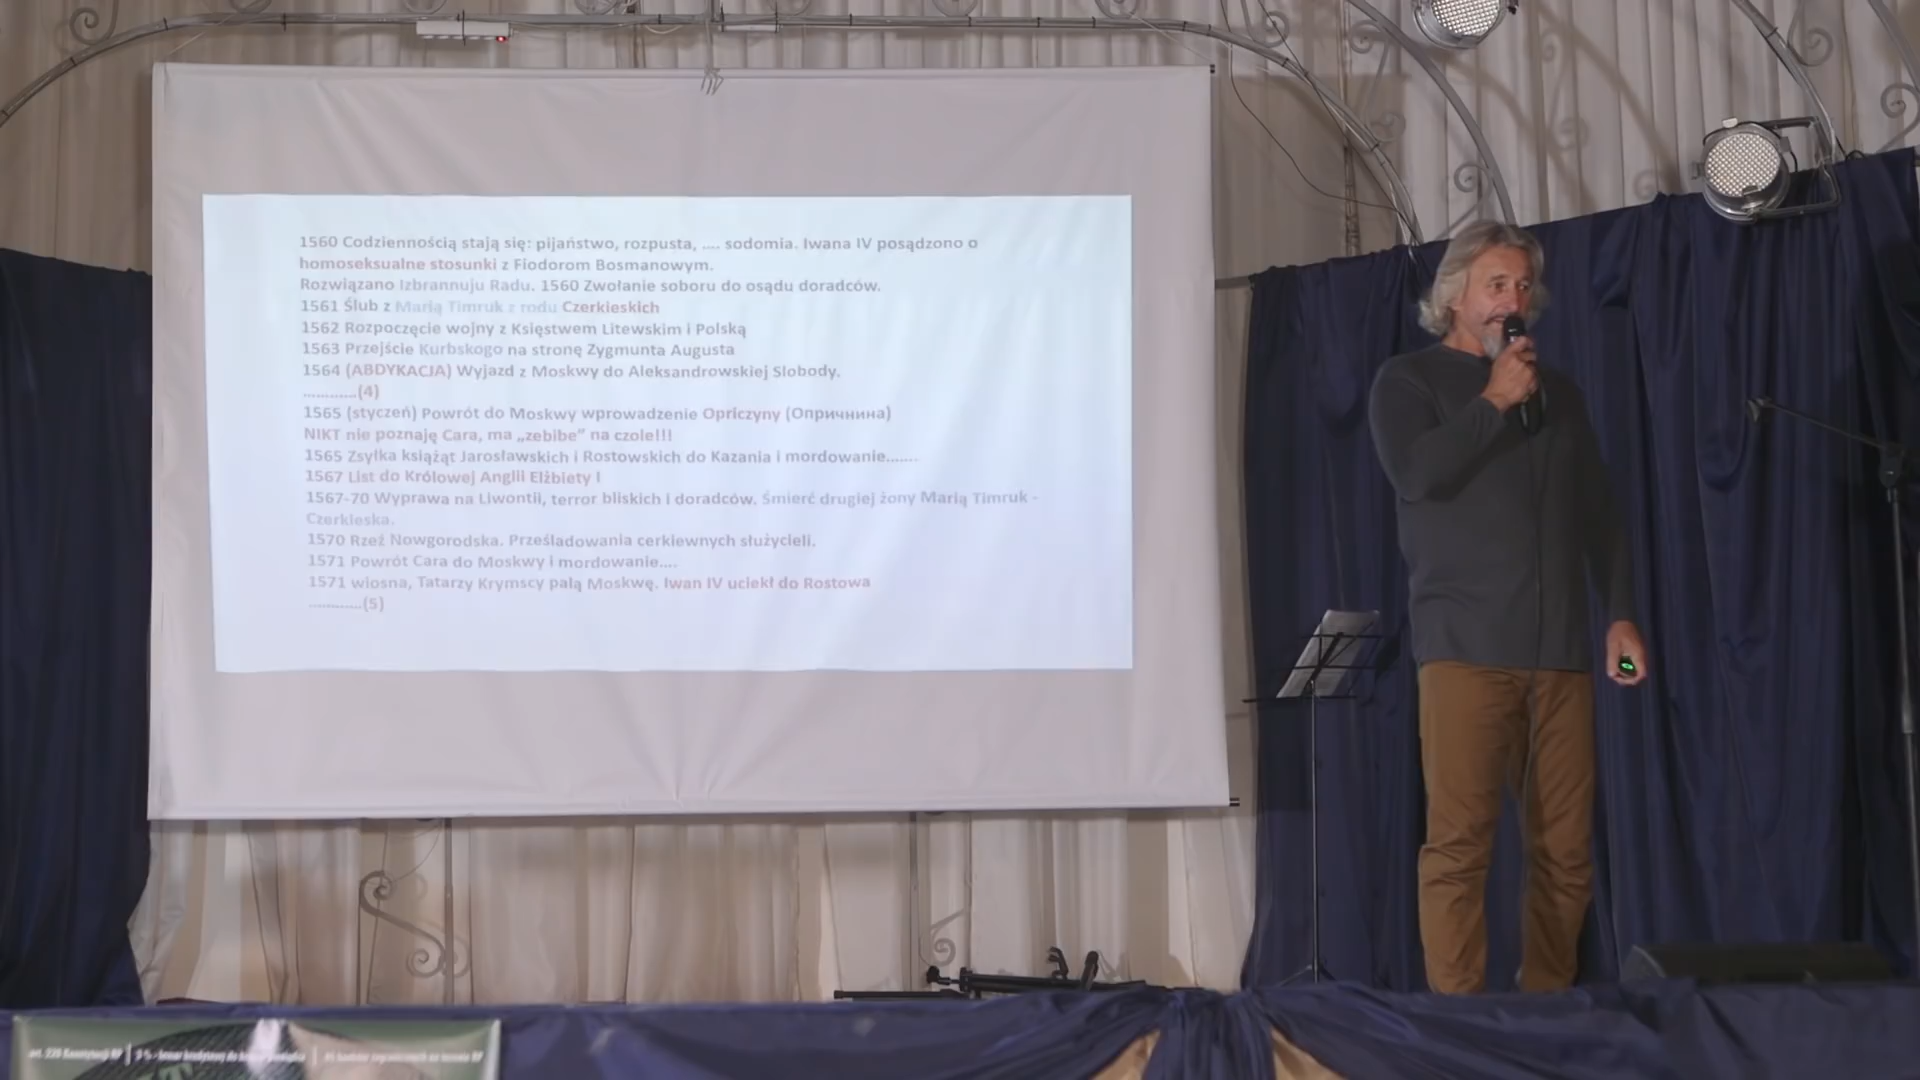 1560 Codziennością stają się: pijaństwo, rozpusta, .... sodomia. Iwana IV posądzono o
homoseksualne stosunki z Fiodorom Bosmanowym.
Rozwiązano Izbrannuju Radu. 1560 Zwołanie soboru do osądu doradców.
1561 Ślub z Marią Timruk z rodu Czerkieskich
1562 Rozpoczęcie wojny z Księstwem Litewskim i Polską
1563 Przejście Kurbskogo na stronę Zygmunta Augusta
1564 (ABDYKACJA) Wyjazd z Moskwy do Aleksandrowskiej Slobody.
............(4)
1565 (styczeń) Powrót do Moskwy wprowadzenie Opriczyny (Опричнина)
NIKT nie poznaję Cara, ma „zebibe” na czole!!!
1565 Zsyłka książąt Jarosławskich i Rostowskich do Kazania i mordowanie.......
1567 List do Królowej Anglii Elżbiety I
1567-70 Wyprawa na Liwontii, terror bliskich i doradców. Śmierć drugiej żony Marią Timruk -
Czerkieska.
1570 Rzeź Nowgorodska. Prześladowania cerkiewnych służycieli.
1571 Powrót Cara do Moskwy i mordowanie....
1571 wiosna, Tatarzy Krymscy palą Moskwę. Iwan IV uciekł do Rostowa
............(5)
art. 220 Konstytucji RP